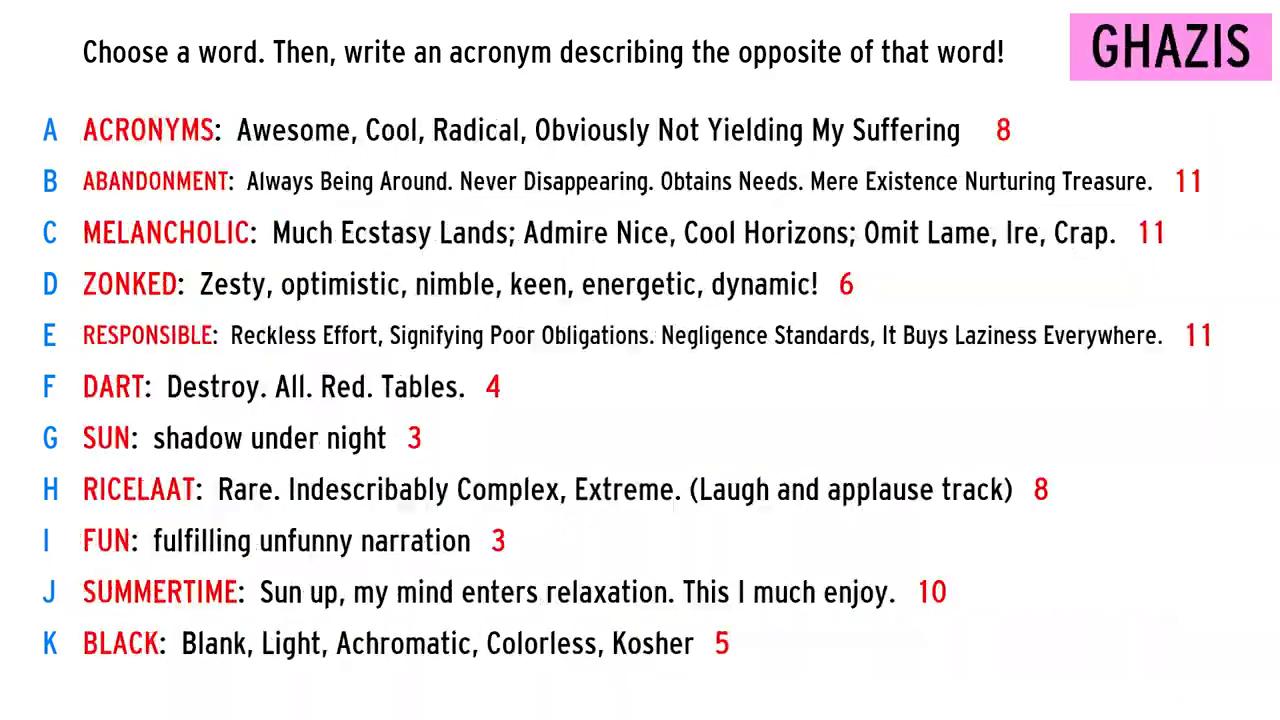 Choose a word. Then, write an acronym describing the opposite of that word!
GHAZIS
A ACRONYMS: Awesome, Cool, Radical, Obviously Not Yielding My Suffering 8
B ABANDONMENT: Always Being Around. Never Disappearing. Obtains Needs. Mere Existence Nurturing Treasure. 11
C MELANCHOLIC: Much Ecstasy Lands; Admire Nice, Cool Horizons; Omit Lame, Ire, Crap. 11
D ZONKED: Zesty, optimistic, nimble, keen, energetic, dynamic! 6
E RESPONSIBLE: Reckless Effort, Signifying Poor Obligations. Negligence Standards, It Buys Laziness Everywhere. 11
F DART: Destroy. All. Red. Tables. 4
G SUN: shadow under night 3
H RICELAAT: Rare. Indescribably Complex, Extreme. (Laugh and applause track) 8
I FUN: fulfilling unfunny narration 3
J SUMMERTIME: Sun up, my mind enters relaxation. This I much enjoy. 10
K BLACK: Blank, Light, Achromatic, Colorless, Kosher 5